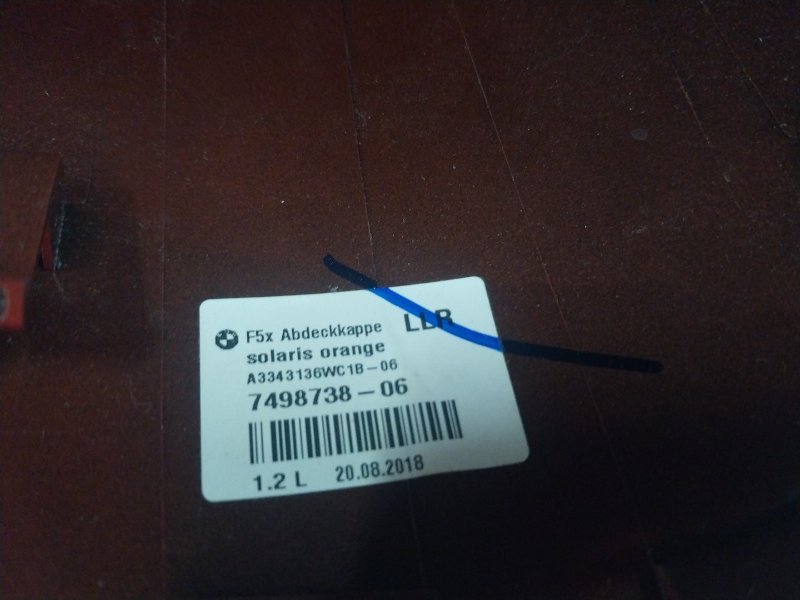 F5x Abdeckkappe LLR
solaris orange
A3343136WC1B-06
7498738-06
1.2 L 20.08.2018